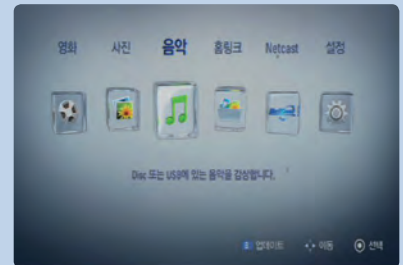 영화 사진 음악 홈링크 Netcast 설정
Disc 또는 USB에 있는 음악을 감상합니다.
업데이트 이동 선택